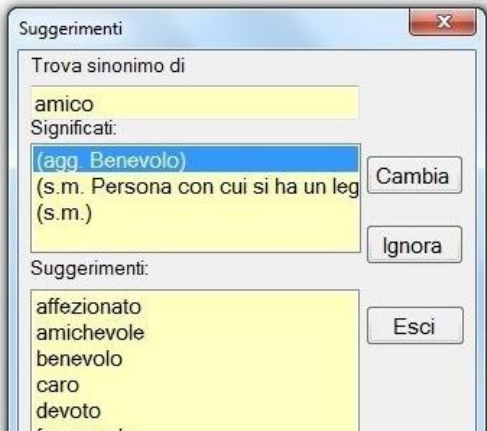 Suggerimenti
Trova sinonimo di
amico
Significati:
(agg. Benevolo)
(s.m. Persona con cui si ha un leg
(s.m.)
Cambia
Ignora
Suggerimenti:
affezionato
amichevole
benevolo
caro
devoto
Esci